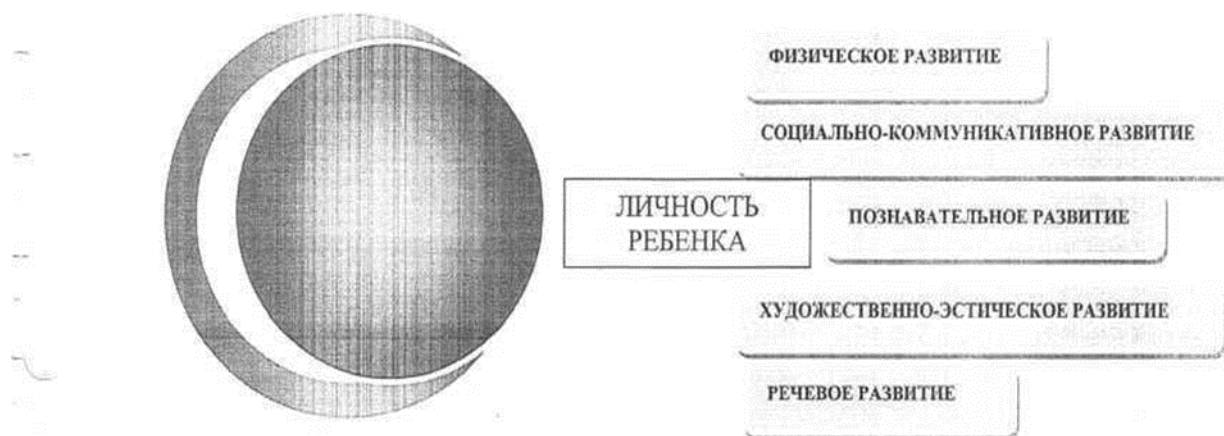 ФИЗИЧЕСКОЕ РАЗВИТИЕ
СОЦИАЛЬНО-КОММУНИКАТИВНОЕ РАЗВИТИЕ
ЛИЧНОСТЬ
РЕБЕНКА
ПОЗНАВАТЕЛЬНОЕ РАЗВИТИЕ
ХУДОЖЕСТВЕННО-ЭСТИЧЕСКОЕ РАЗВИТИЕ
РЕЧЕВОЕ РАЗВИТИЕ